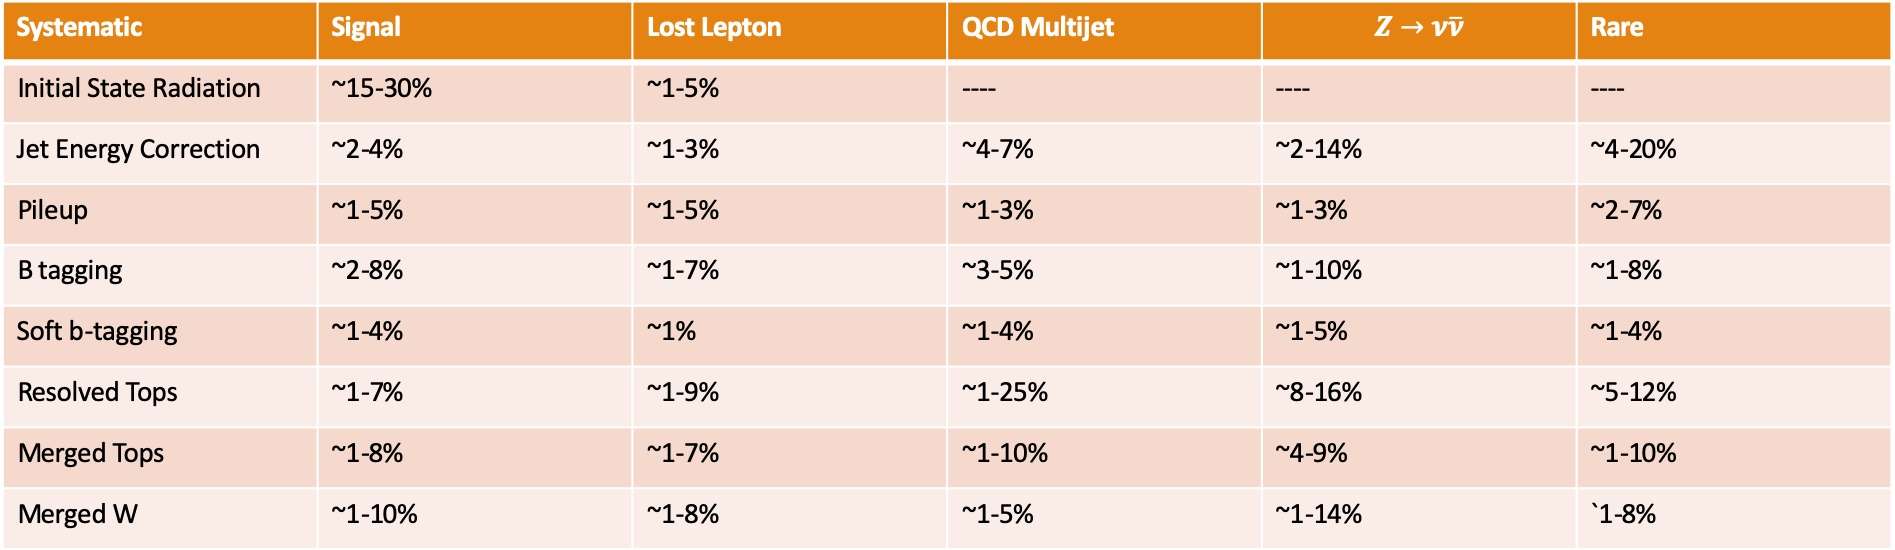 Systematic Signal Lost Lepton QCD Multijet Z → νν̄ Rare
Initial State Radiation ~15-30% ~1-5% ---- ---- ----
Jet Energy Correction ~2-4% ~1-3% ~4-7% ~2-14% ~4-20%
Pileup ~1-5% ~1-5% ~1-3% ~1-3% ~2-7%
B tagging ~2-8% ~1-7% ~3-5% ~1-10% ~1-8%
Soft b-tagging ~1-4% ~1% ~1-4% ~1-5% ~1-4%
Resolved Tops ~1-7% ~1-9% ~1-25% ~8-16% ~5-12%
Merged Tops ~1-8% ~1-7% ~1-10% ~4-9% ~1-10%
Merged W ~1-10% ~1-8% ~1-5% ~1-14% `1-8%